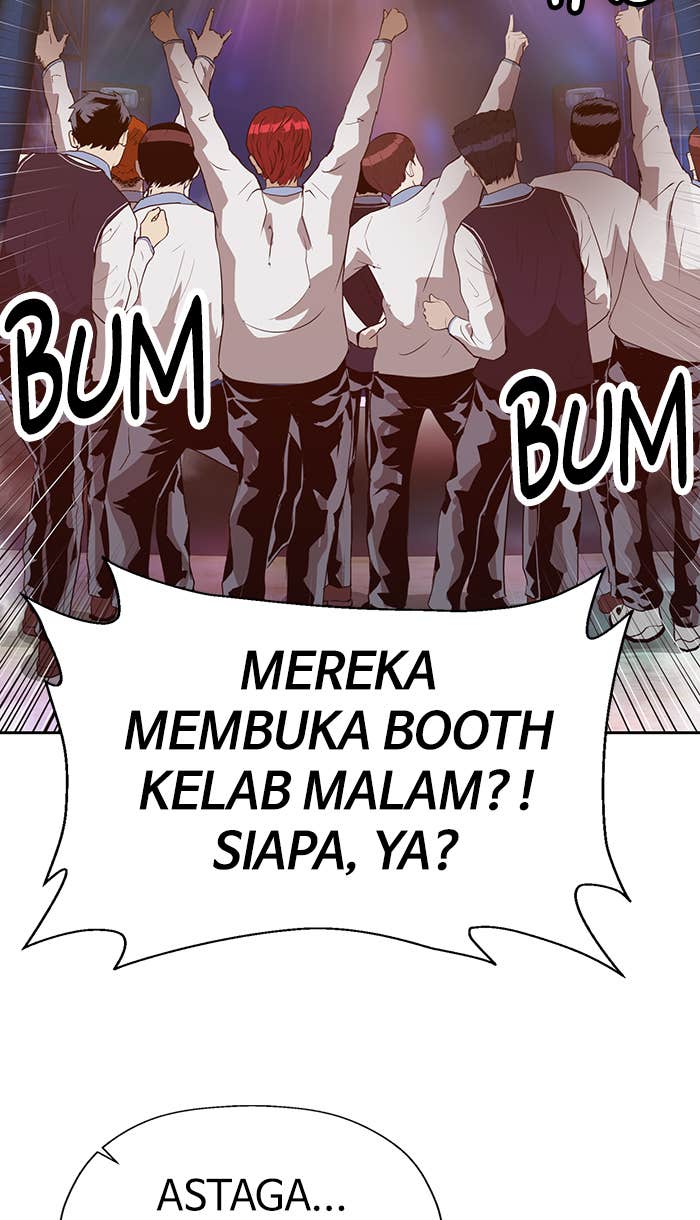 BUM
BUM
MEREKA
MEMBUKA BOOTH
KELAB MALAM?!
SIAPA, YA?
ASTAGA...